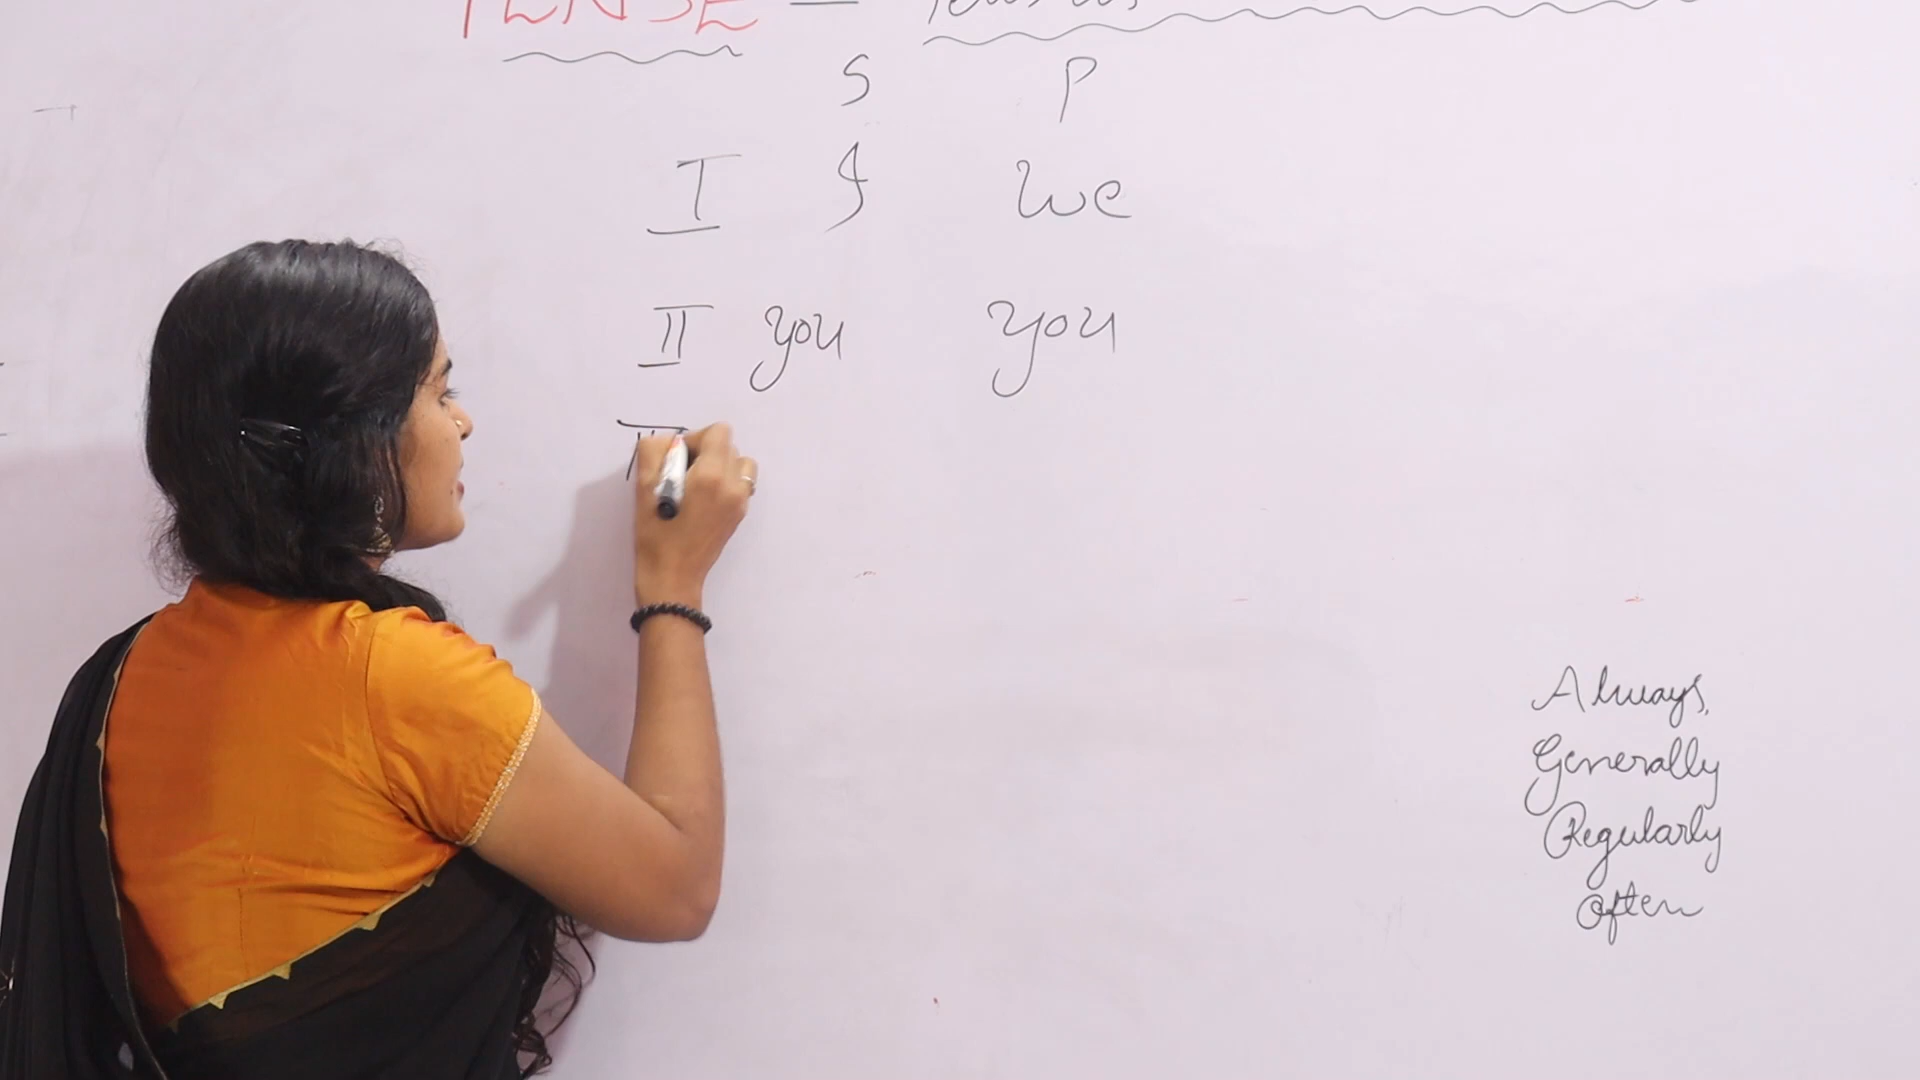 TENSE —
S P
I I We
II you you
Always,
Generally
Regularly
Often